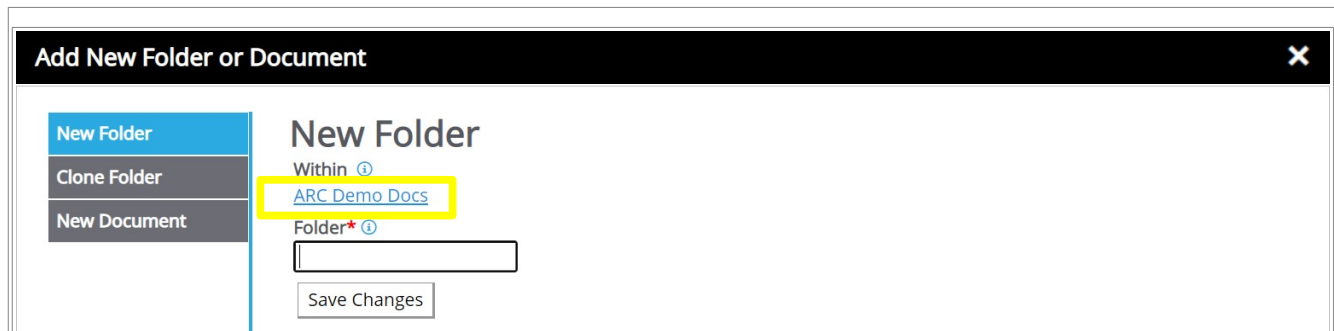 Add New Folder or Document
New Folder
Clone Folder
New Document
New Folder
Within
ARC Demo Docs
Folder*
Save Changes